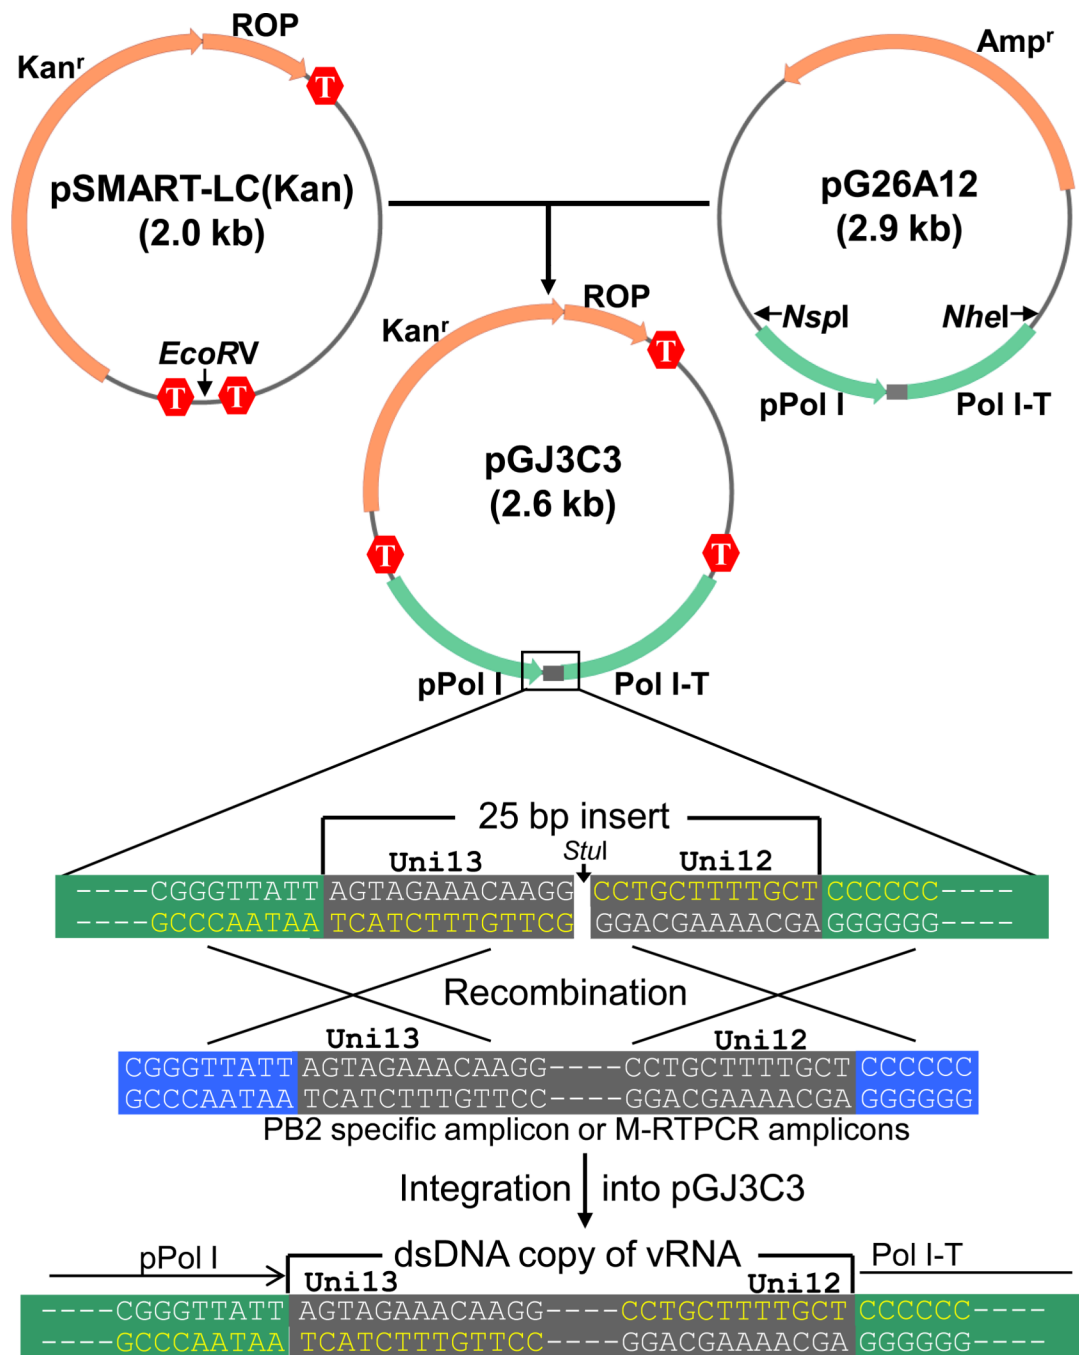 ROP
Kanʳ
T
pSMART-LC(Kan)
(2.0 kb)
EcoRV
T T
Ampʳ
pG26A12
(2.9 kb)
NspI NheI
pPol I Pol I-T
ROP
Kanʳ
T
pGJ3C3
(2.6 kb)
T T
pPol I Pol I-T
25 bp insert
StuI
Uni13 Uni12
----CGGGTTATT AGTAGAAACAAGG CCTGCTTTTGCT CCCCCC----
----GCCCAATAA TCATCTTTGTTCG GGACGAAAACGA GGGGGG----
Recombination
Uni13 Uni12
CGGGTTATT AGTAGAAACAAGG----CCTGCTTTTGCT CCCCCC
GCCCAATAA TCATCTTTGTTCC----GGACGAAAACGA GGGGGG
PB2 specific amplicon or M-RTPCR amplicons
Integration into pGJ3C3
pPol I dsDNA copy of vRNA Pol I-T
Uni13 Uni12
----CGGGTTATT AGTAGAAACAAGG----CCTGCTTTTGCT CCCCCC----
----GCCCAATAA TCATCTTTGTTCC----GGACGAAAACGA GGGGGG----